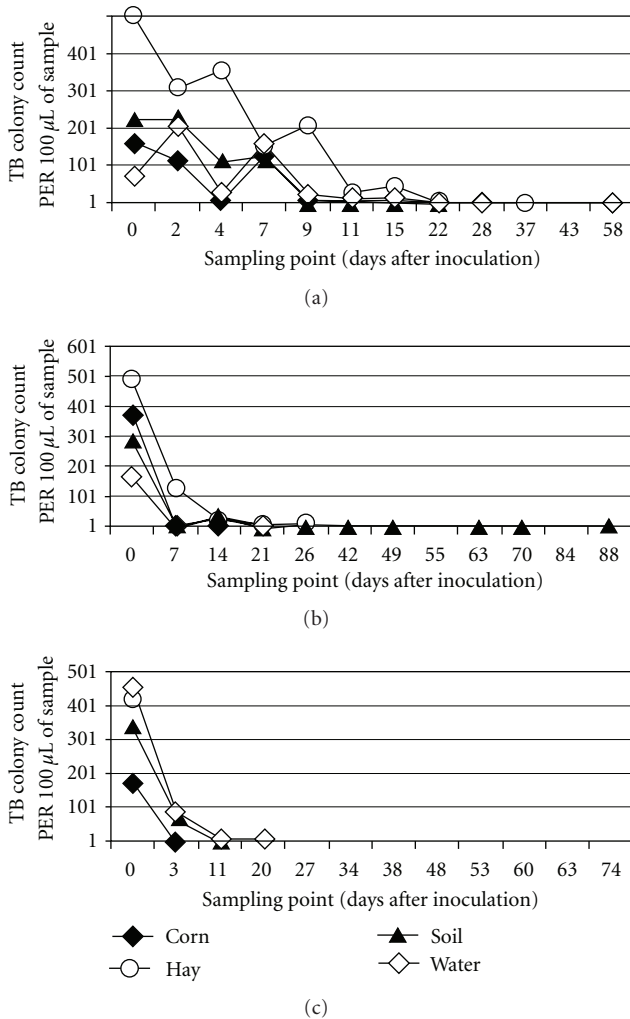 401
301
201
101
1
TB colony count
PER 100 μL of sample
0 2 4 7 9 11 15 22 28 37 43 58
Sampling point (days after inoculation)
(a)
601
501
401
301
201
101
1
TB colony count
PER 100 μL of sample
0 7 14 21 26 42 49 55 63 70 84 88
Sampling point (days after inoculation)
(b)
501
401
301
201
101
1
TB colony count
PER 100 μL of sample
0 3 11 20 27 34 38 48 53 60 63 74
Sampling point (days after inoculation)
Corn Soil
Hay Water
(c)